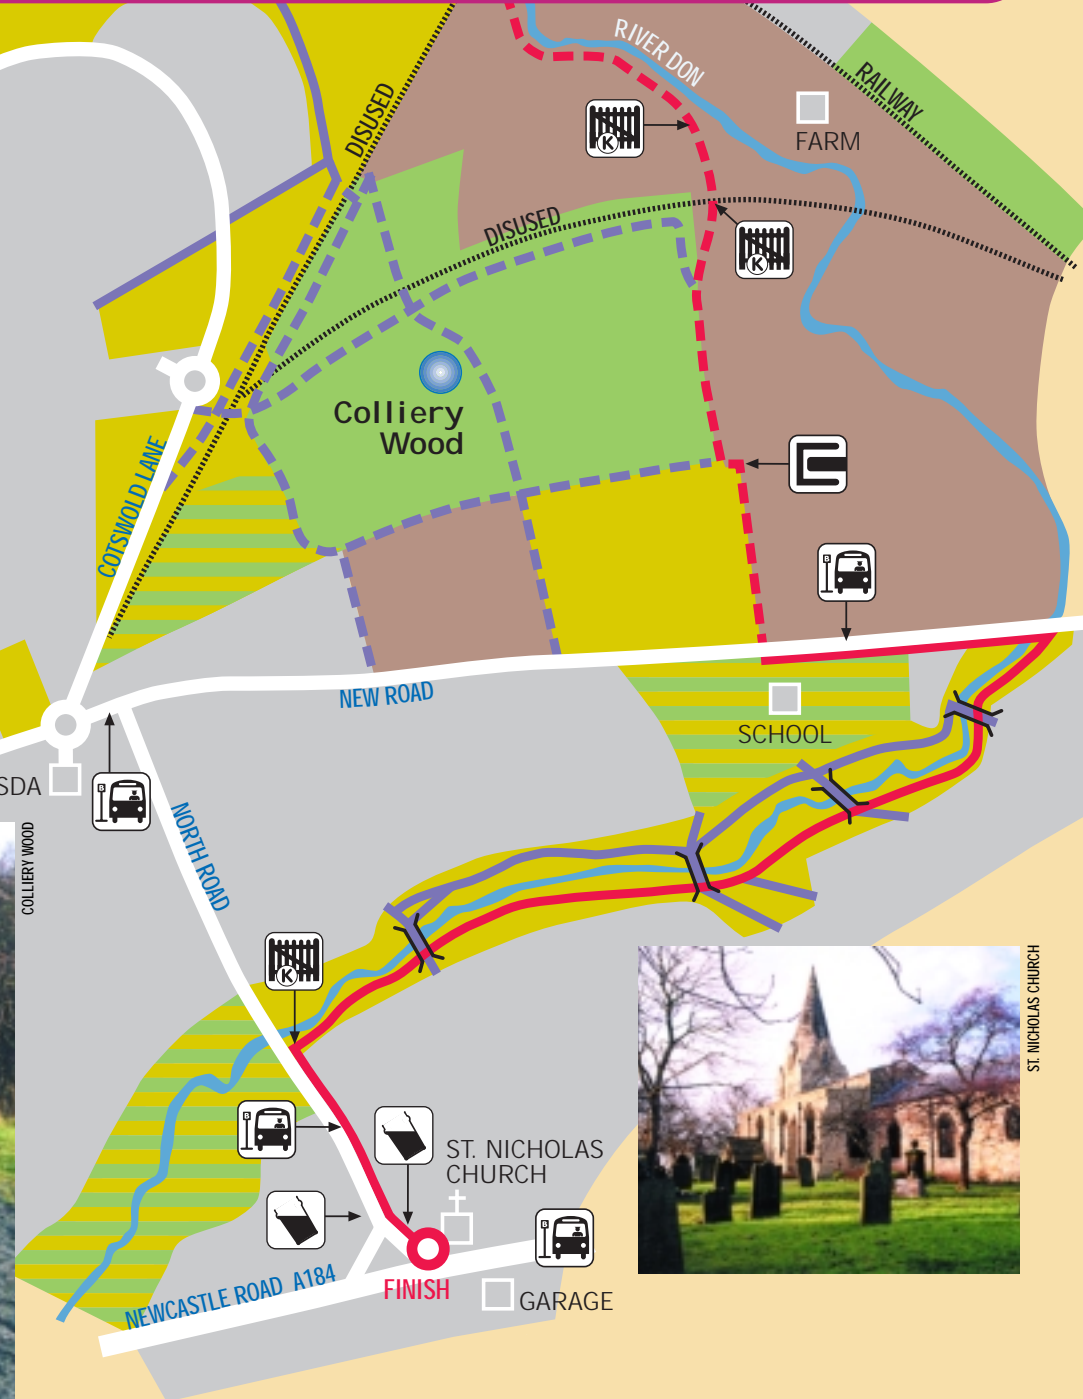 RIVER DON
DISUSED
RAILWAY
FARM
K
DISUSED
K
Colliery
Wood
COTSWOLD LANE
B
NEW ROAD
SCHOOL
SDA
B
COLLIERY WOOD
NORTH ROAD
K
ST. NICHOLAS CHURCH
B
ST. NICHOLAS
CHURCH
B
NEWCASTLE ROAD A184
FINISH
GARAGE